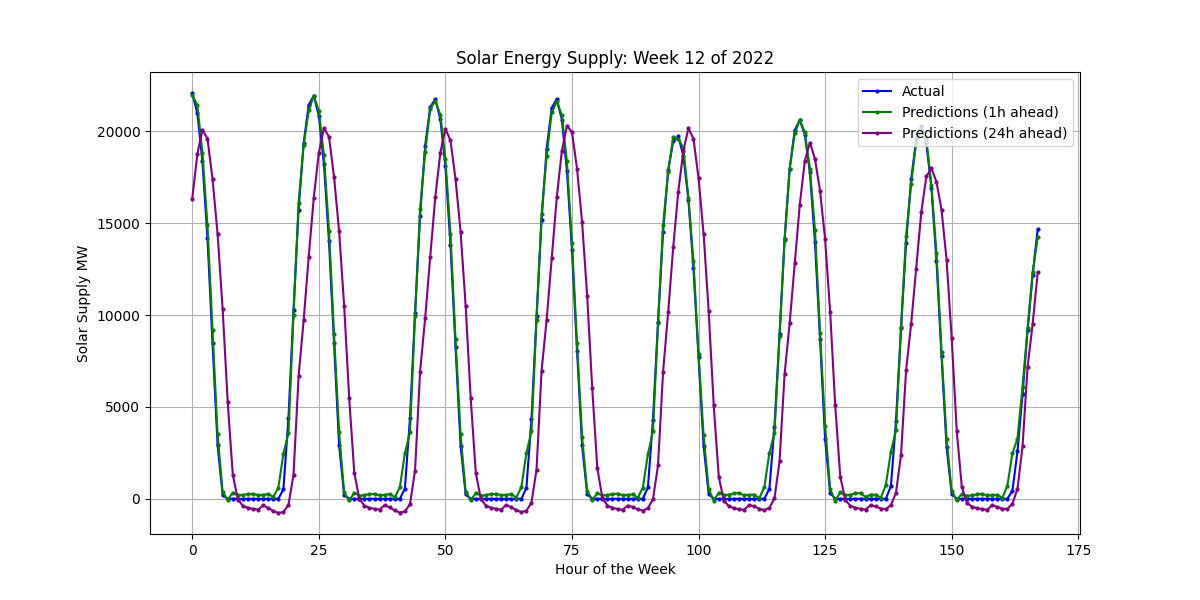 Solar Energy Supply: Week 12 of 2022
Actual
Predictions (1h ahead)
Predictions (24h ahead)
Solar Supply MW
20000
15000
10000
5000
0
0 25 50 75 100 125 150 175
Hour of the Week